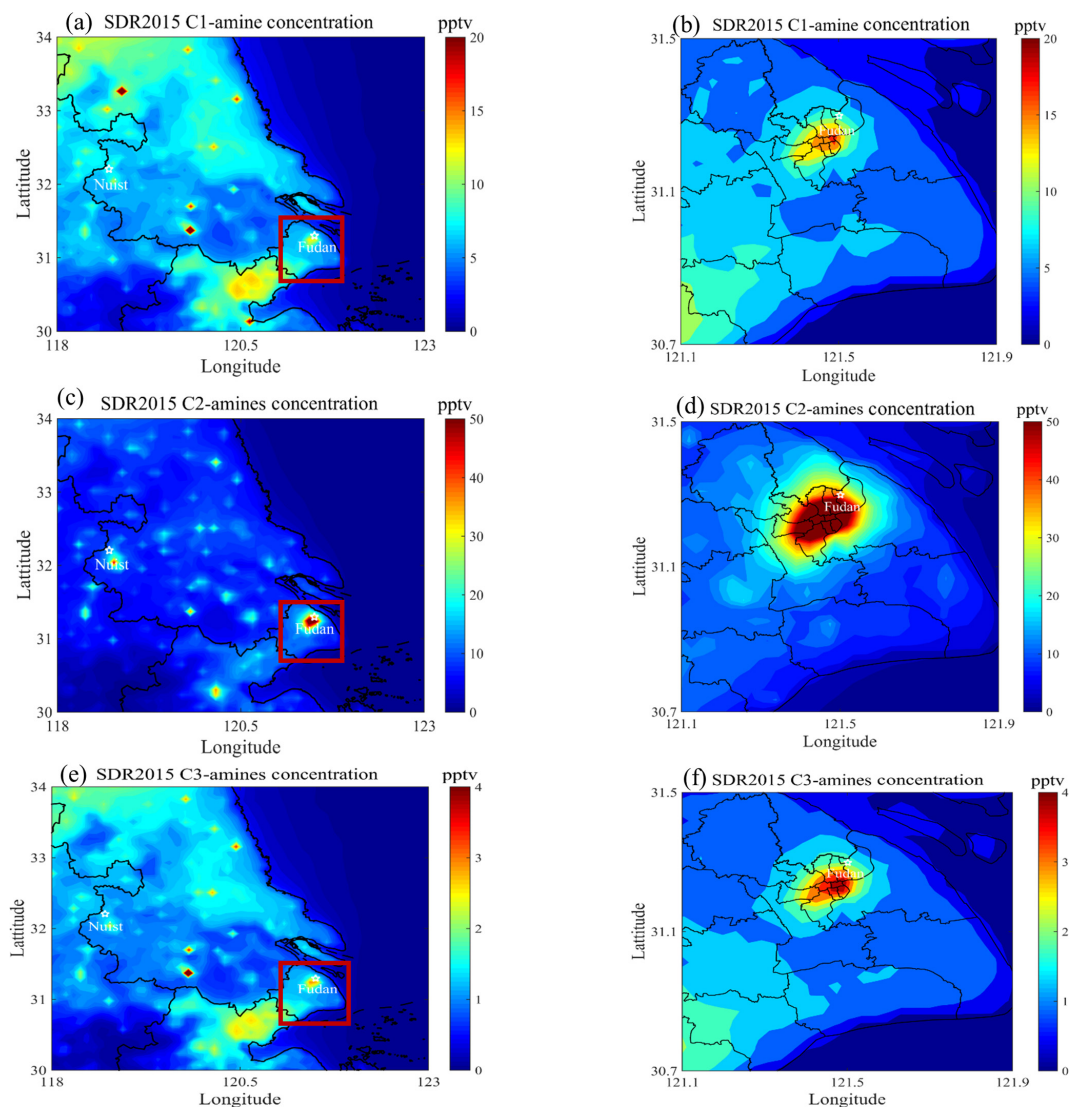 (a) SDR2015 C1-amine concentration pptv
34
33
32
31
30
Lattitude
Nuist
Fudan
118 120.5 123
Longitude
20
15
10
5
0
(b) SDR2015 C1-amine concentration pptv
31.5
31.1
30.7
Lattitude
Fudan
121.1 121.5 121.9
Longitude
20
15
10
5
0
(c) SDR2015 C2-amines concentration pptv
34
33
32
31
30
Lattitude
Nuist
Fudan
118 120.5 123
Longitude
50
40
30
20
10
0
(d) SDR2015 C2-amines concentration pptv
31.5
31.1
30.7
Lattitude
Fudan
121.1 121.5 121.9
Longitude
50
40
30
20
10
0
(e) SDR2015 C3-amines concentration pptv
34
33
32
31
30
Lattitude
Nuist
Fudan
118 120.5 123
Longitude
4
3
2
1
0
(f) SDR2015 C3-amines concentration pptv
31.5
31.1
30.7
Lattitude
Fudan
121.1 121.5 121.9
Longitude
4
3
2
1
0